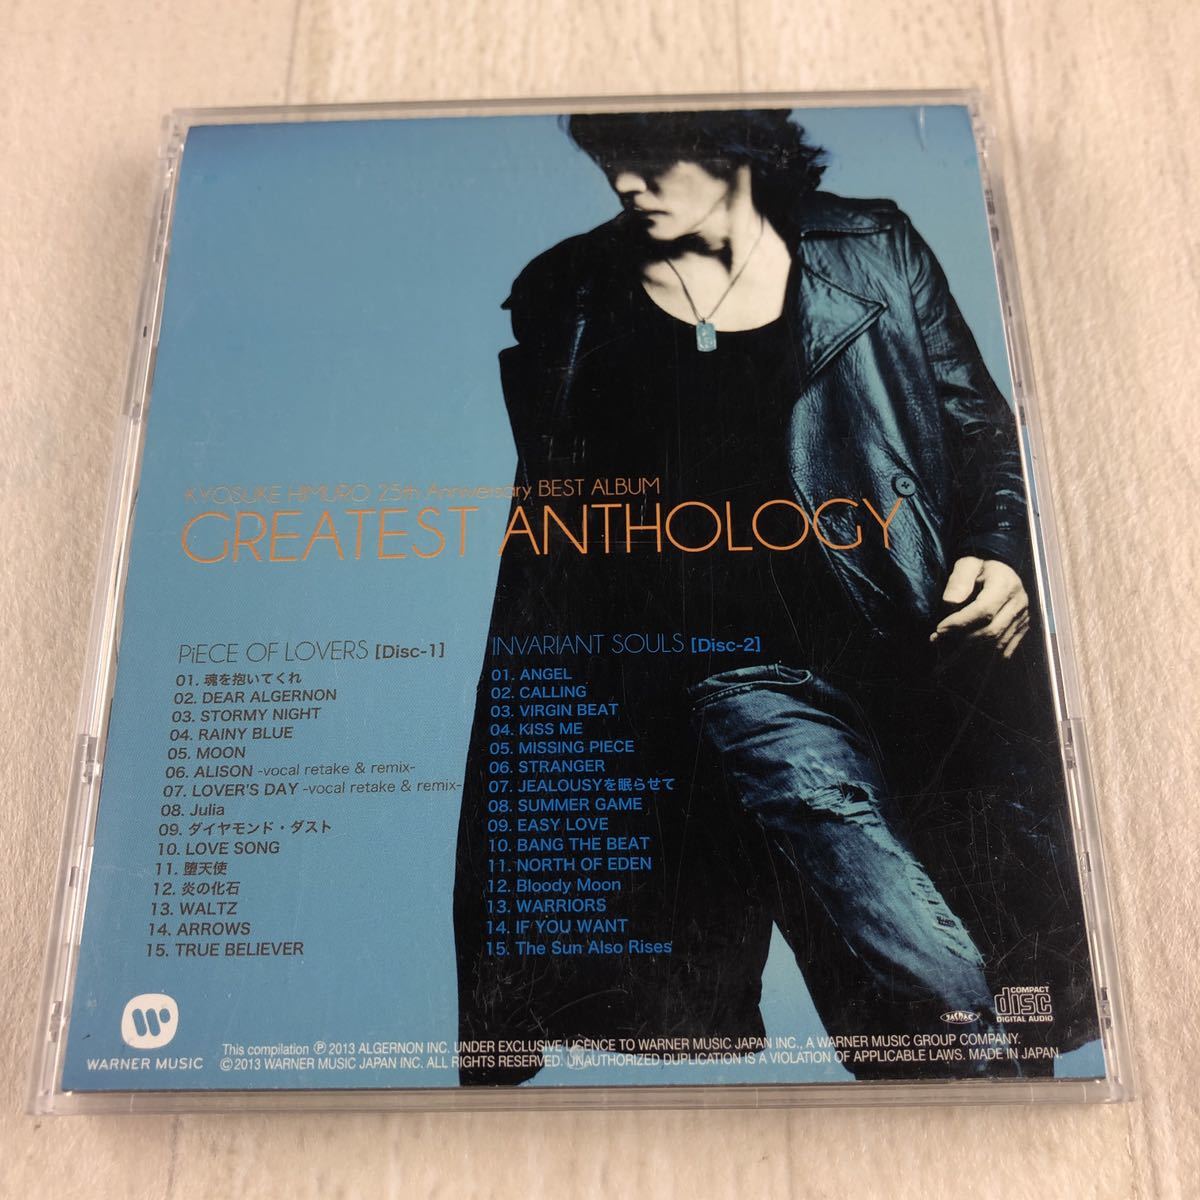 KYOSUKE HIMURO 25th Anniversary BEST ALBUM
GREATEST ANTHOLOGY
PiECE OF LOVERS [Disc-1]
01. 魂を抱いてくれ
02. DEAR ALGERNON
03. STORMY NIGHT
04. RAINY BLUE
05. MOON
06. ALISON -vocal retake & remix-
07. LOVER'S DAY -vocal retake & remix-
08. Julia
09. ダイヤモンド・ダスト
10. LOVE SONG
11. 堕天使
12. 炎の化石
13. WALTZ
14. ARROWS
15. TRUE BELIEVER
INVARIANT SOULS [Disc-2]
01. ANGEL
02. CALLING
03. VIRGIN BEAT
04. KISS ME
05. MISSING PIECE
06. STRANGER
07. JEALOUSYを眠らせて
08. SUMMER GAME
09. EASY LOVE
10. BANG THE BEAT
11. NORTH OF EDEN
12. Bloody Moon
13. WARRIORS
14. IF YOU WANT
15. The Sun Also Rises
WARNER MUSIC
JASRAC
COMPACT
disc
DIGITAL AUDIO
This compilation ℗ 2013 ALGERNON INC. UNDER EXCLUSIVE LICENCE TO WARNER MUSIC JAPAN INC., A WARNER MUSIC GROUP COMPANY.
© 2013 WARNER MUSIC JAPAN INC. ALL RIGHTS RESERVED. UNAUTHORIZED DUPLICATION IS A VIOLATION OF APPLICABLE LAWS. MADE IN JAPAN.